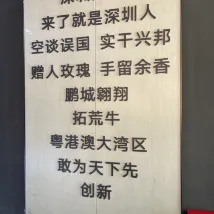 来了就是深圳人
空谈误国 实干兴邦
赠人玫瑰 手留余香
鹏城翱翔
拓荒牛
粤港澳大湾区
敢为天下先
创新